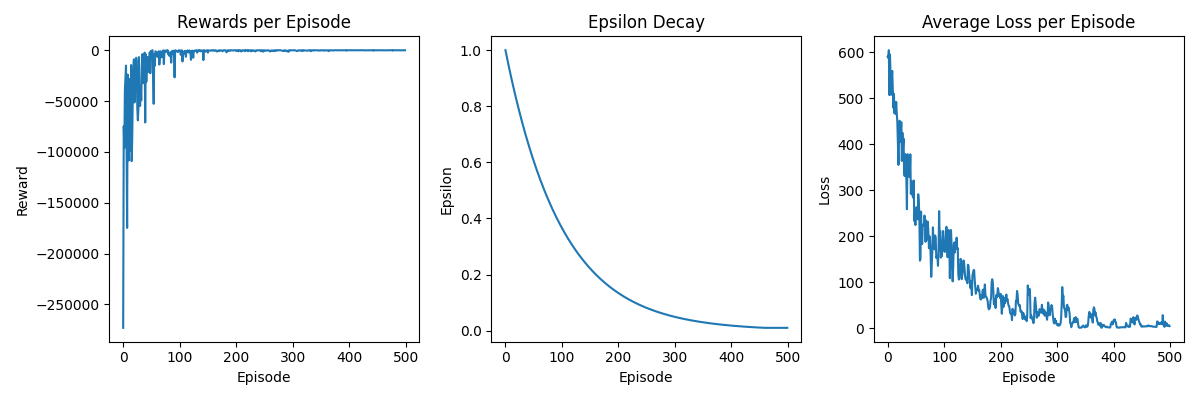 Rewards per Episode
Reward
0
−50000
−100000
−150000
−200000
−250000
0 100 200 300 400 500
Episode
Epsilon Decay
Epsilon
1.0
0.8
0.6
0.4
0.2
0.0
0 100 200 300 400 500
Episode
Average Loss per Episode
Loss
600
500
400
300
200
100
0
0 100 200 300 400 500
Episode